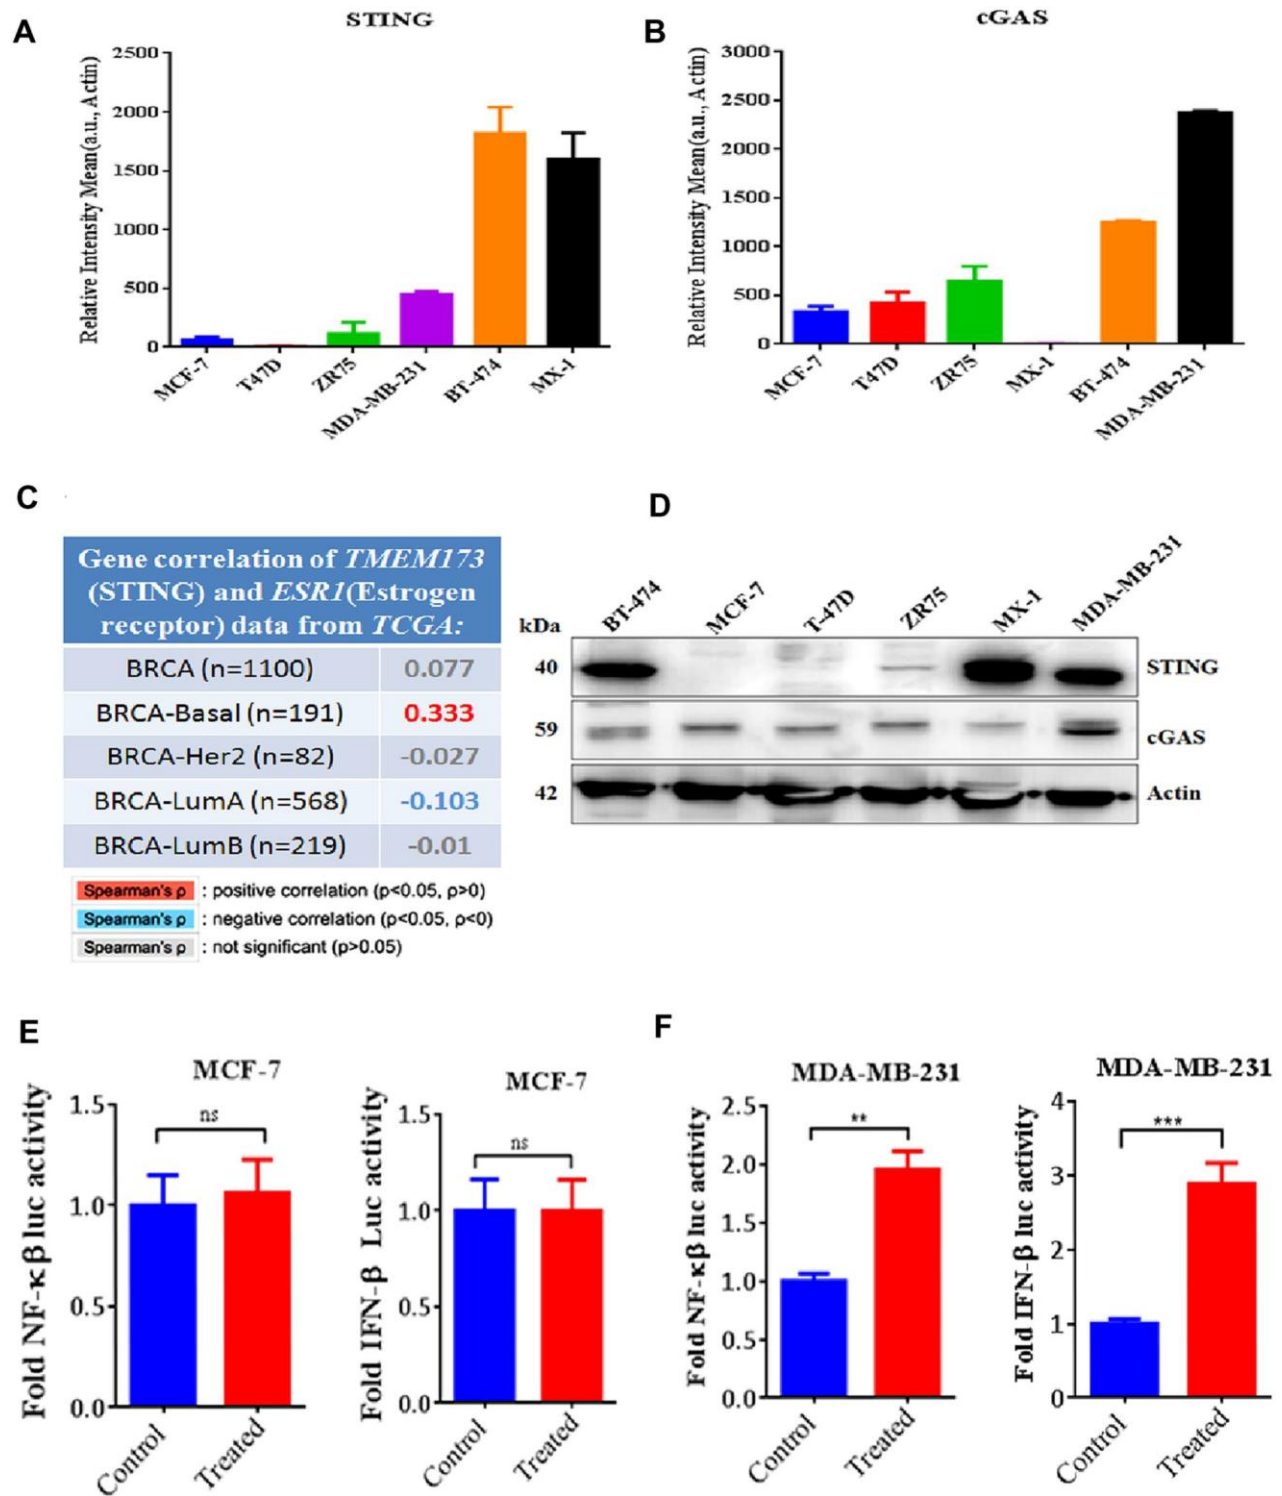 A
STING
Relative Intensity Mean(a.u., Actin)
2500
2000
1500
1000
500
0
MCF-7
T47D
ZR75
MDA-MB-231
BT-474
MX-1
B
cGAS
Relative Intensity Mean(a.u., Actin)
3000
2500
2000
1500
1000
500
0
MCF-7
T47D
ZR75
MX-1
BT-474
MDA-MB-231
C
Gene correlation of TMEM173
(STING) and ESR1(Estrogen
receptor) data from TCGA:
BRCA (n=1100) 0.077
BRCA-Basal (n=191) 0.333
BRCA-Her2 (n=82) -0.027
BRCA-LumA (n=568) -0.103
BRCA-LumB (n=219) -0.01
Spearman's ρ : positive correlation (p<0.05, ρ>0)
Spearman's ρ : negative correlation (p<0.05, ρ<0)
Spearman's ρ : not significant (p>0.05)
D
kDa
BT-474
MCF-7
T-47D
ZR75
MX-1
MDA-MB-231
40 STING
59 cGAS
42 Actin
E
MCF-7
Fold NF-κβ luc activity
1.5
1.0
0.5
0.0
ns
Control
Treated
MCF-7
Fold IFN-β Luc activity
1.5
1.0
0.5
0.0
ns
Control
Treated
F
MDA-MB-231
Fold NF-κβ luc activity
2.5
2.0
1.5
1.0
0.5
0.0
**
Control
Treated
MDA-MB-231
Fold IFN-β luc activity
4
3
2
1
0
***
Control
Treated